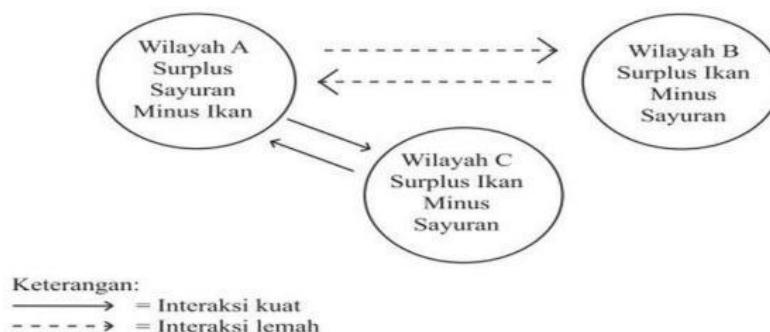 Wilayah A
Surplus
Sayuran
Minus Ikan
Wilayah B
Surplus Ikan
Minus
Sayuran
Wilayah C
Surplus Ikan
Minus
Sayuran
Keterangan:
= Interaksi kuat
= Interaksi lemah